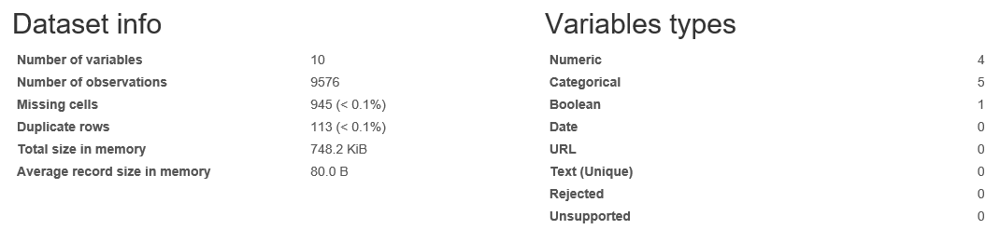 Dataset info
Number of variables 10
Number of observations 9576
Missing cells 945 (< 0.1%)
Duplicate rows 113 (< 0.1%)
Total size in memory 748.2 KiB
Average record size in memory 80.0 B
Variables types
Numeric 4
Categorical 5
Boolean 1
Date 0
URL 0
Text (Unique) 0
Rejected 0
Unsupported 0